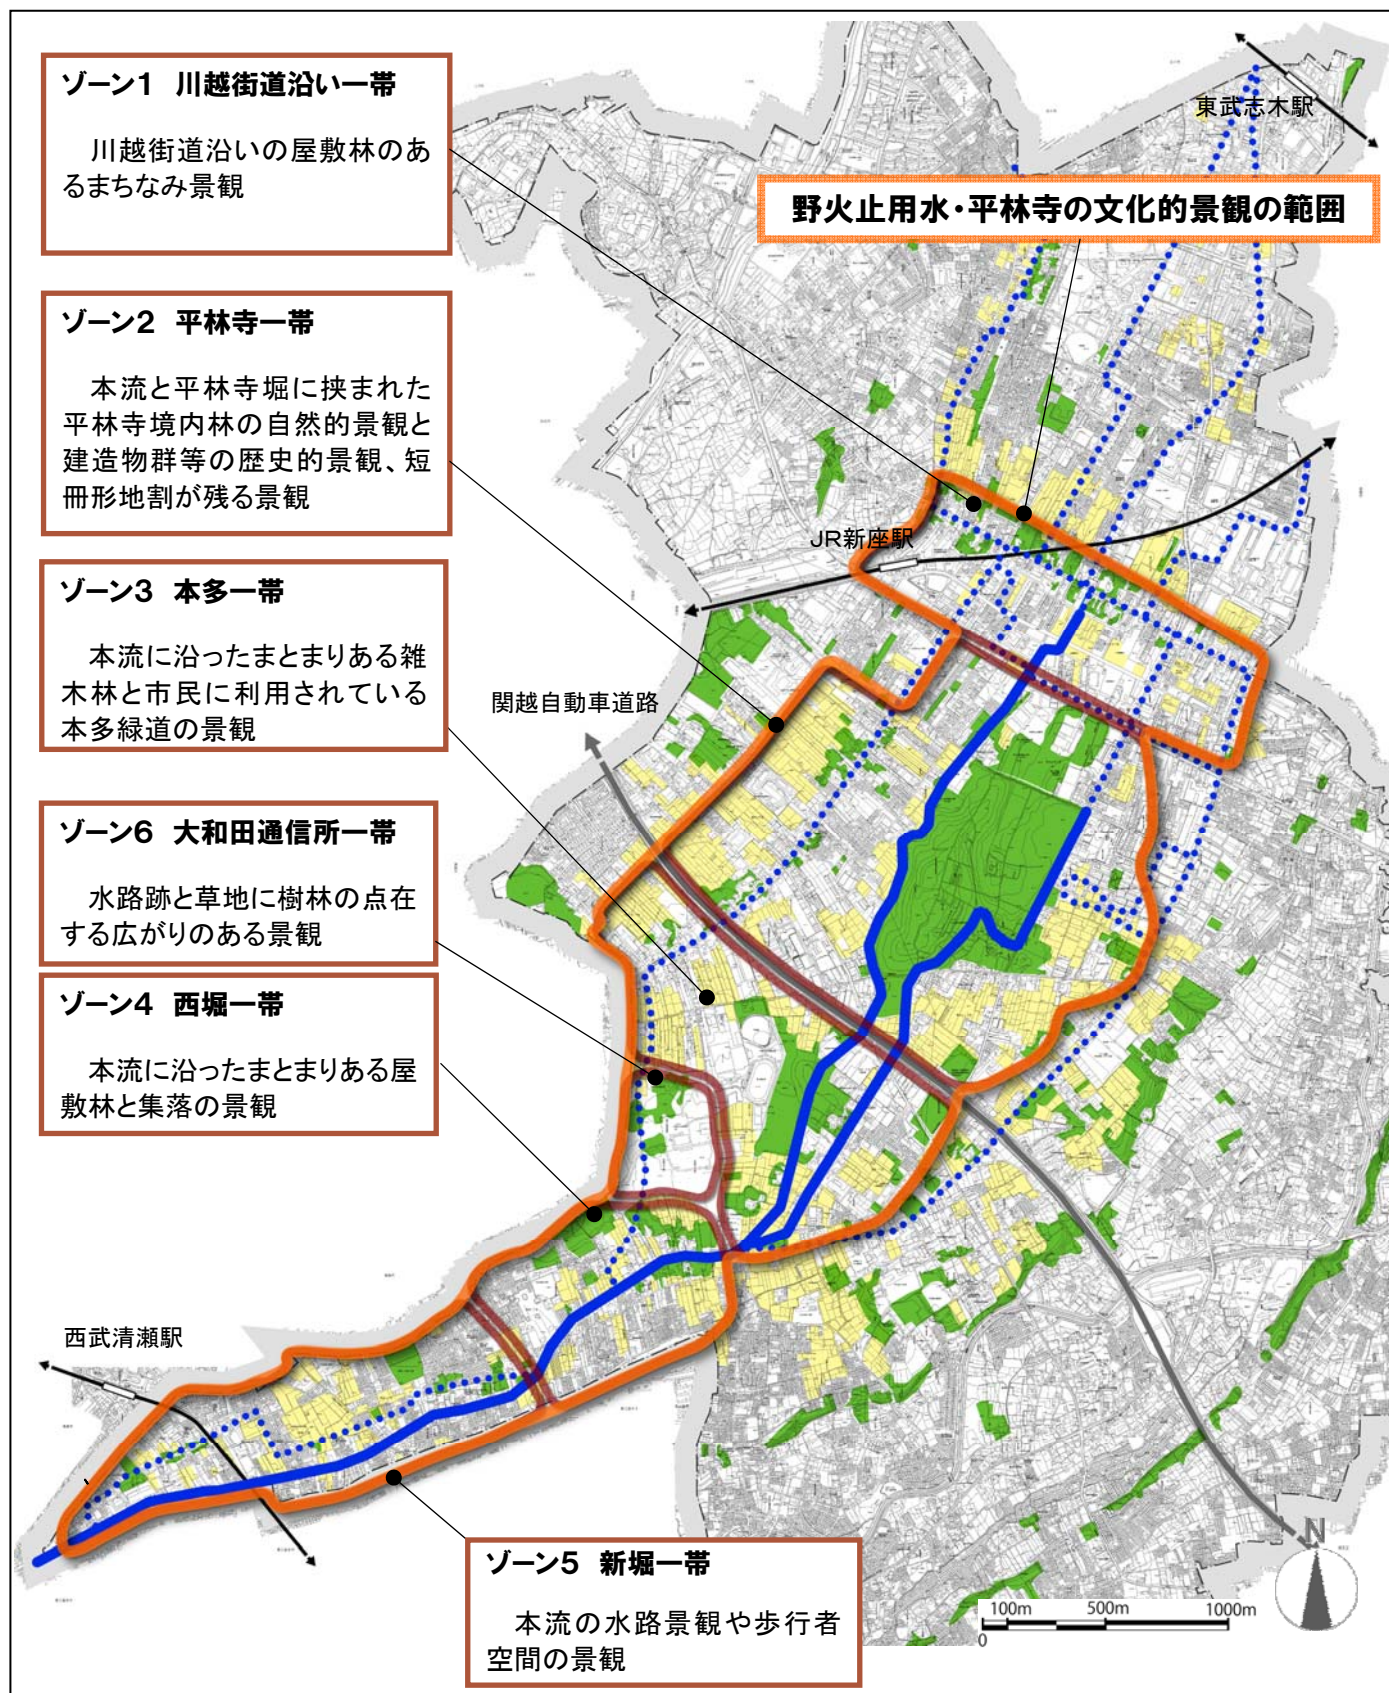 ゾーン1 川越街道沿い一帯
川越街道沿いの屋敷林のあ
るまちなみ景観
東武志木駅
野火止用水・平林寺の文化的景観の範囲
ゾーン2 平林寺一帯
本流と平林寺堀に挟まれた
平林寺境内林の自然的景観と
建造物群等の歴史的景観、短
冊形地割が残る景観
JR新座駅
ゾーン3 本多一帯
本流に沿ったまとまりある雑
木林と市民に利用されている
本多緑道の景観
関越自動車道路
ゾーン6 大和田通信所一帯
水路跡と草地に樹林の点在
する広がりのある景観
ゾーン4 西堀一帯
本流に沿ったまとまりある屋
敷林と集落の景観
西武清瀬駅
ゾーン5 新堀一帯
本流の水路景観や歩行者
空間の景観
N
100m 500m 1000m
0